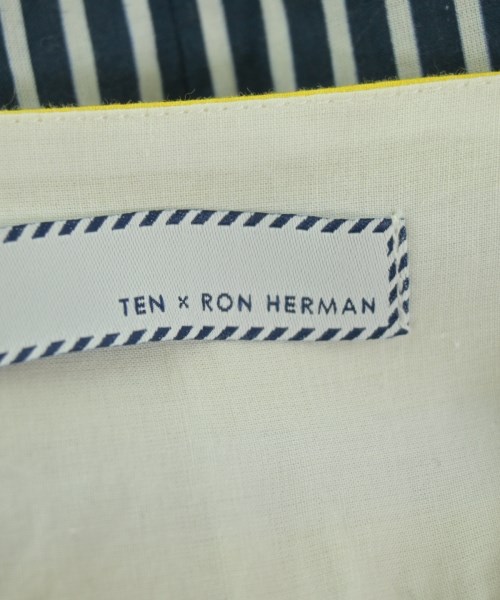 TEN × RON HERMAN